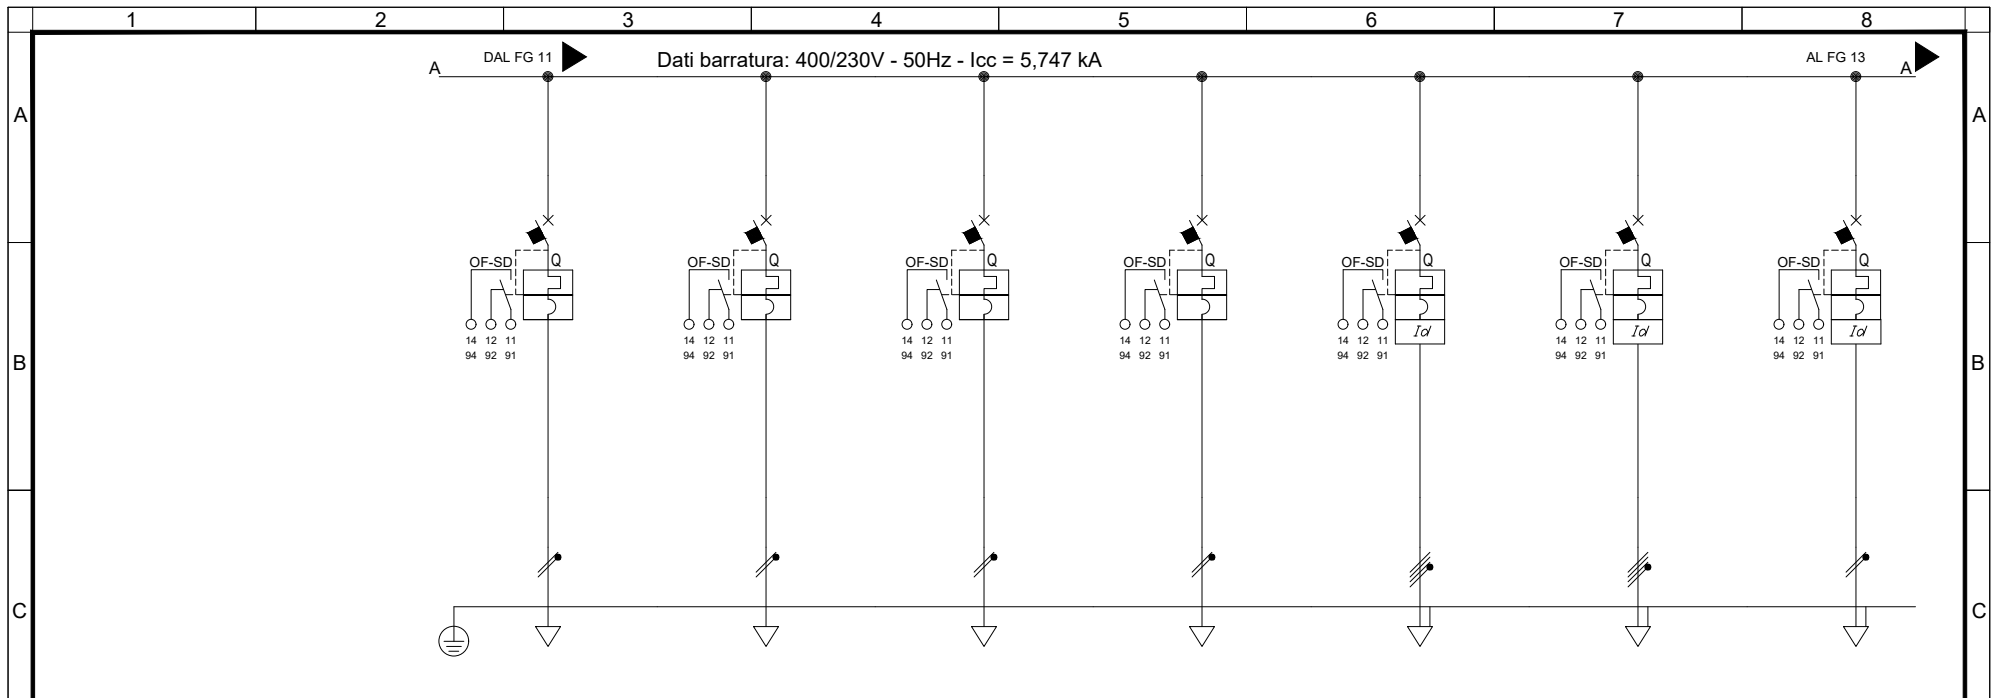 1 2 3 4 5 6 7 8
DAL FG 11 Dati barratura: 400/230V - 50Hz - Icc = 5,747 kA AL FG 13
A A
A A
OF-SD Q OF-SD Q OF-SD Q OF-SD Q OF-SD Q OF-SD Q OF-SD Q
Id Id Id
14 12 11 14 12 11 14 12 11 14 12 11 14 12 11 14 12 11 14 12 11
94 92 91 94 92 91 94 92 91 94 92 91 94 92 91 94 92 91 94 92 91
B B
C C